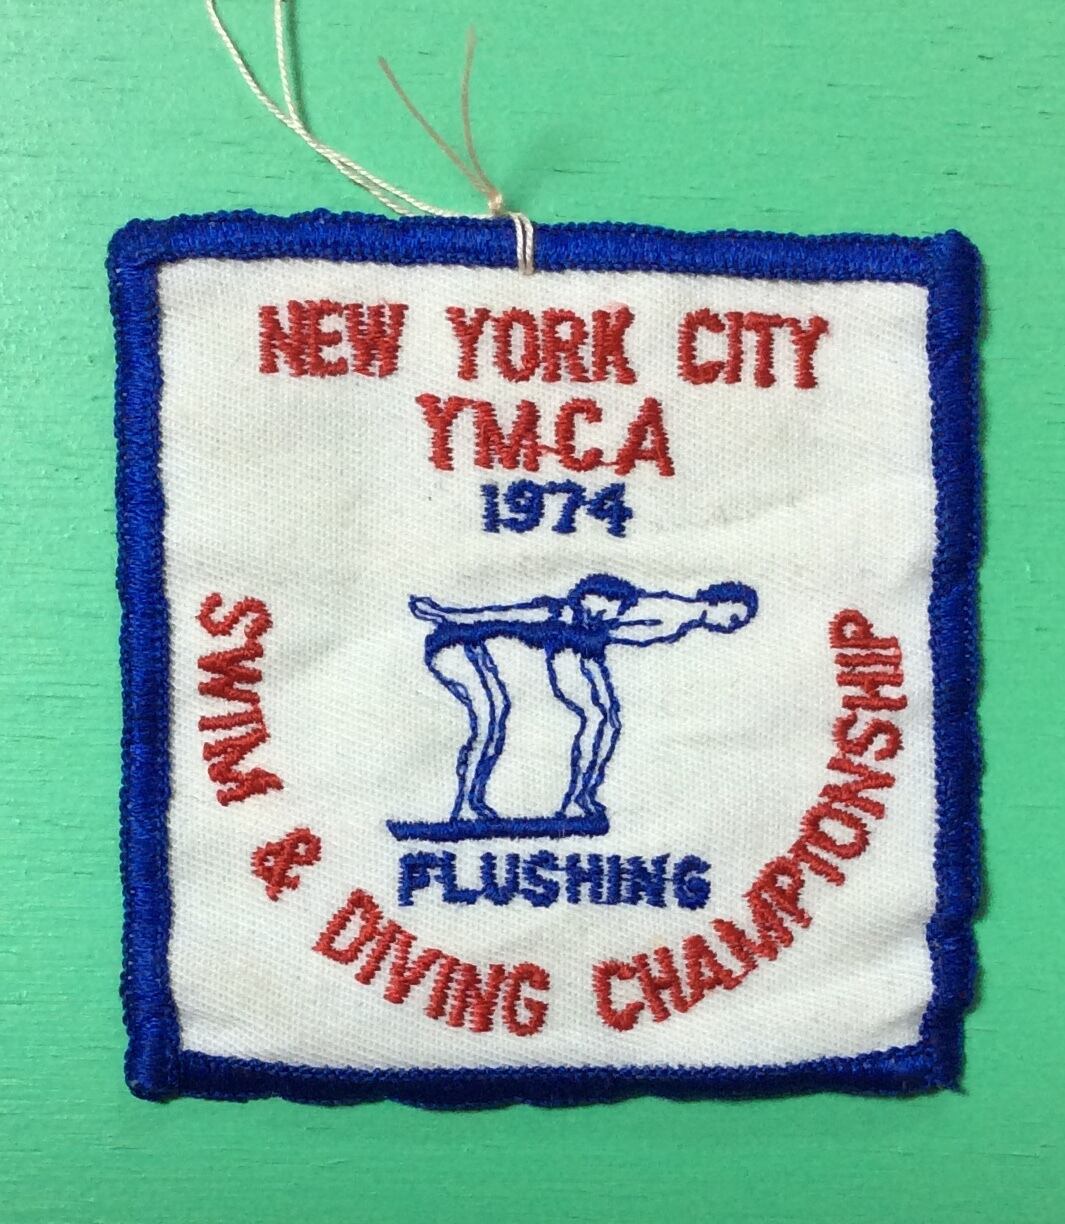 NEW YORK CITY
YMCA
1974
FLUSHING
SWIM & DIVING CHAMPIONSHIP